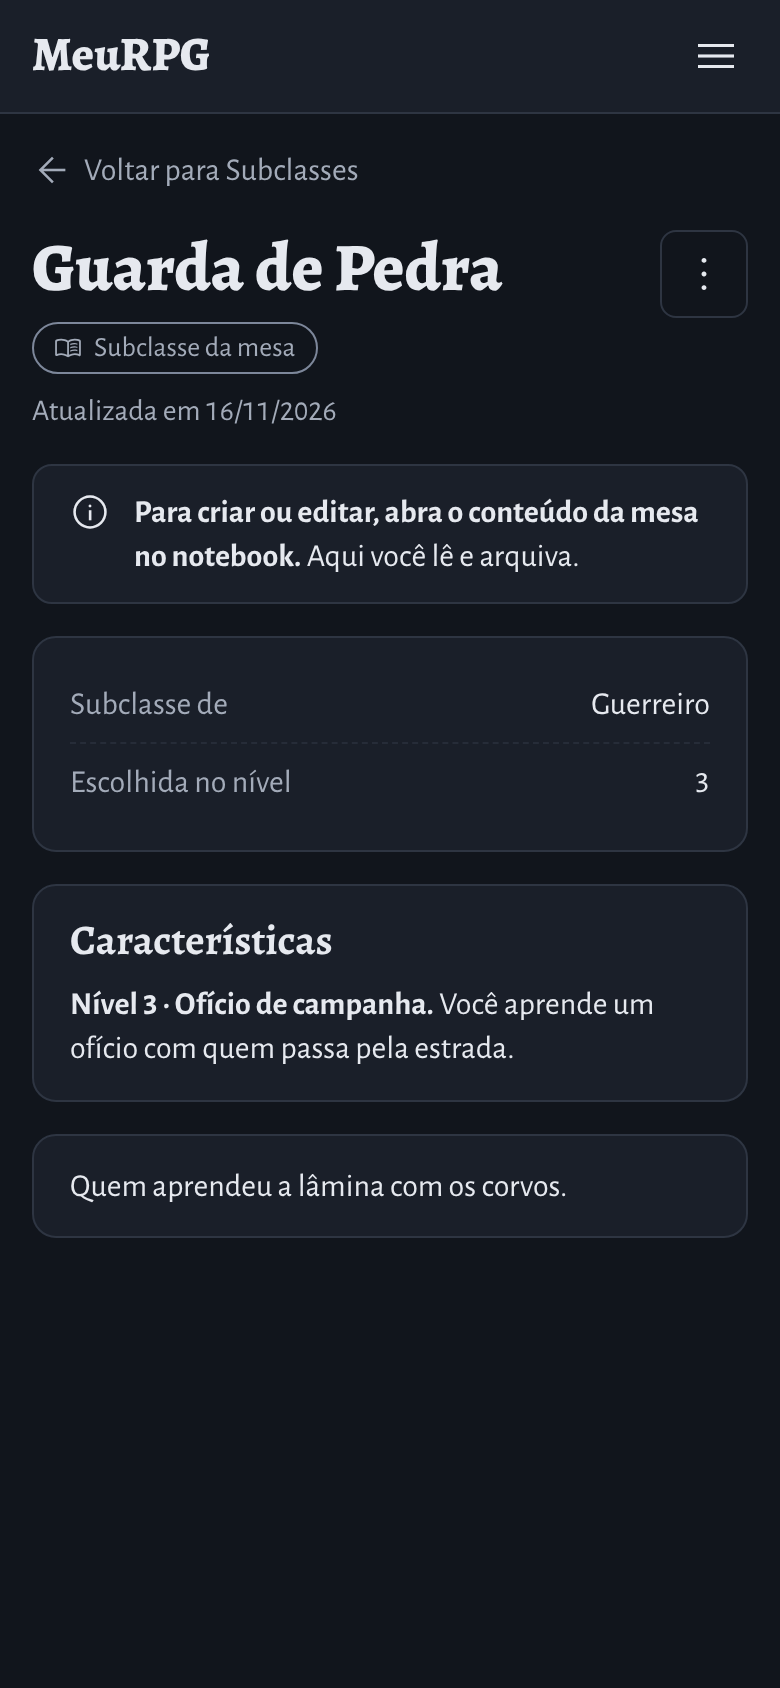 MeuRPG
Voltar para Subclasses
Guarda de Pedra
Subclasse da mesa
Atualizada em 16/11/2026
Para criar ou editar, abra o conteúdo da mesa
no notebook. Aqui você lê e arquiva.
Subclasse de Guerreiro
Escolhida no nível 3
Características
Nível 3 · Ofício de campanha. Você aprende um
ofício com quem passa pela estrada.
Quem aprendeu a lâmina com os corvos.